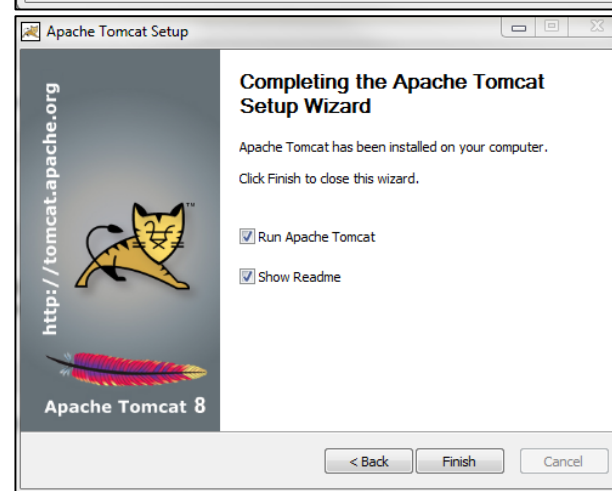 Apache Tomcat Setup
http://tomcat.apache.org
TM
Apache Tomcat 8
Completing the Apache Tomcat
Setup Wizard
Apache Tomcat has been installed on your computer.
Click Finish to close this wizard.
Run Apache Tomcat
Show Readme
< Back
Finish
Cancel